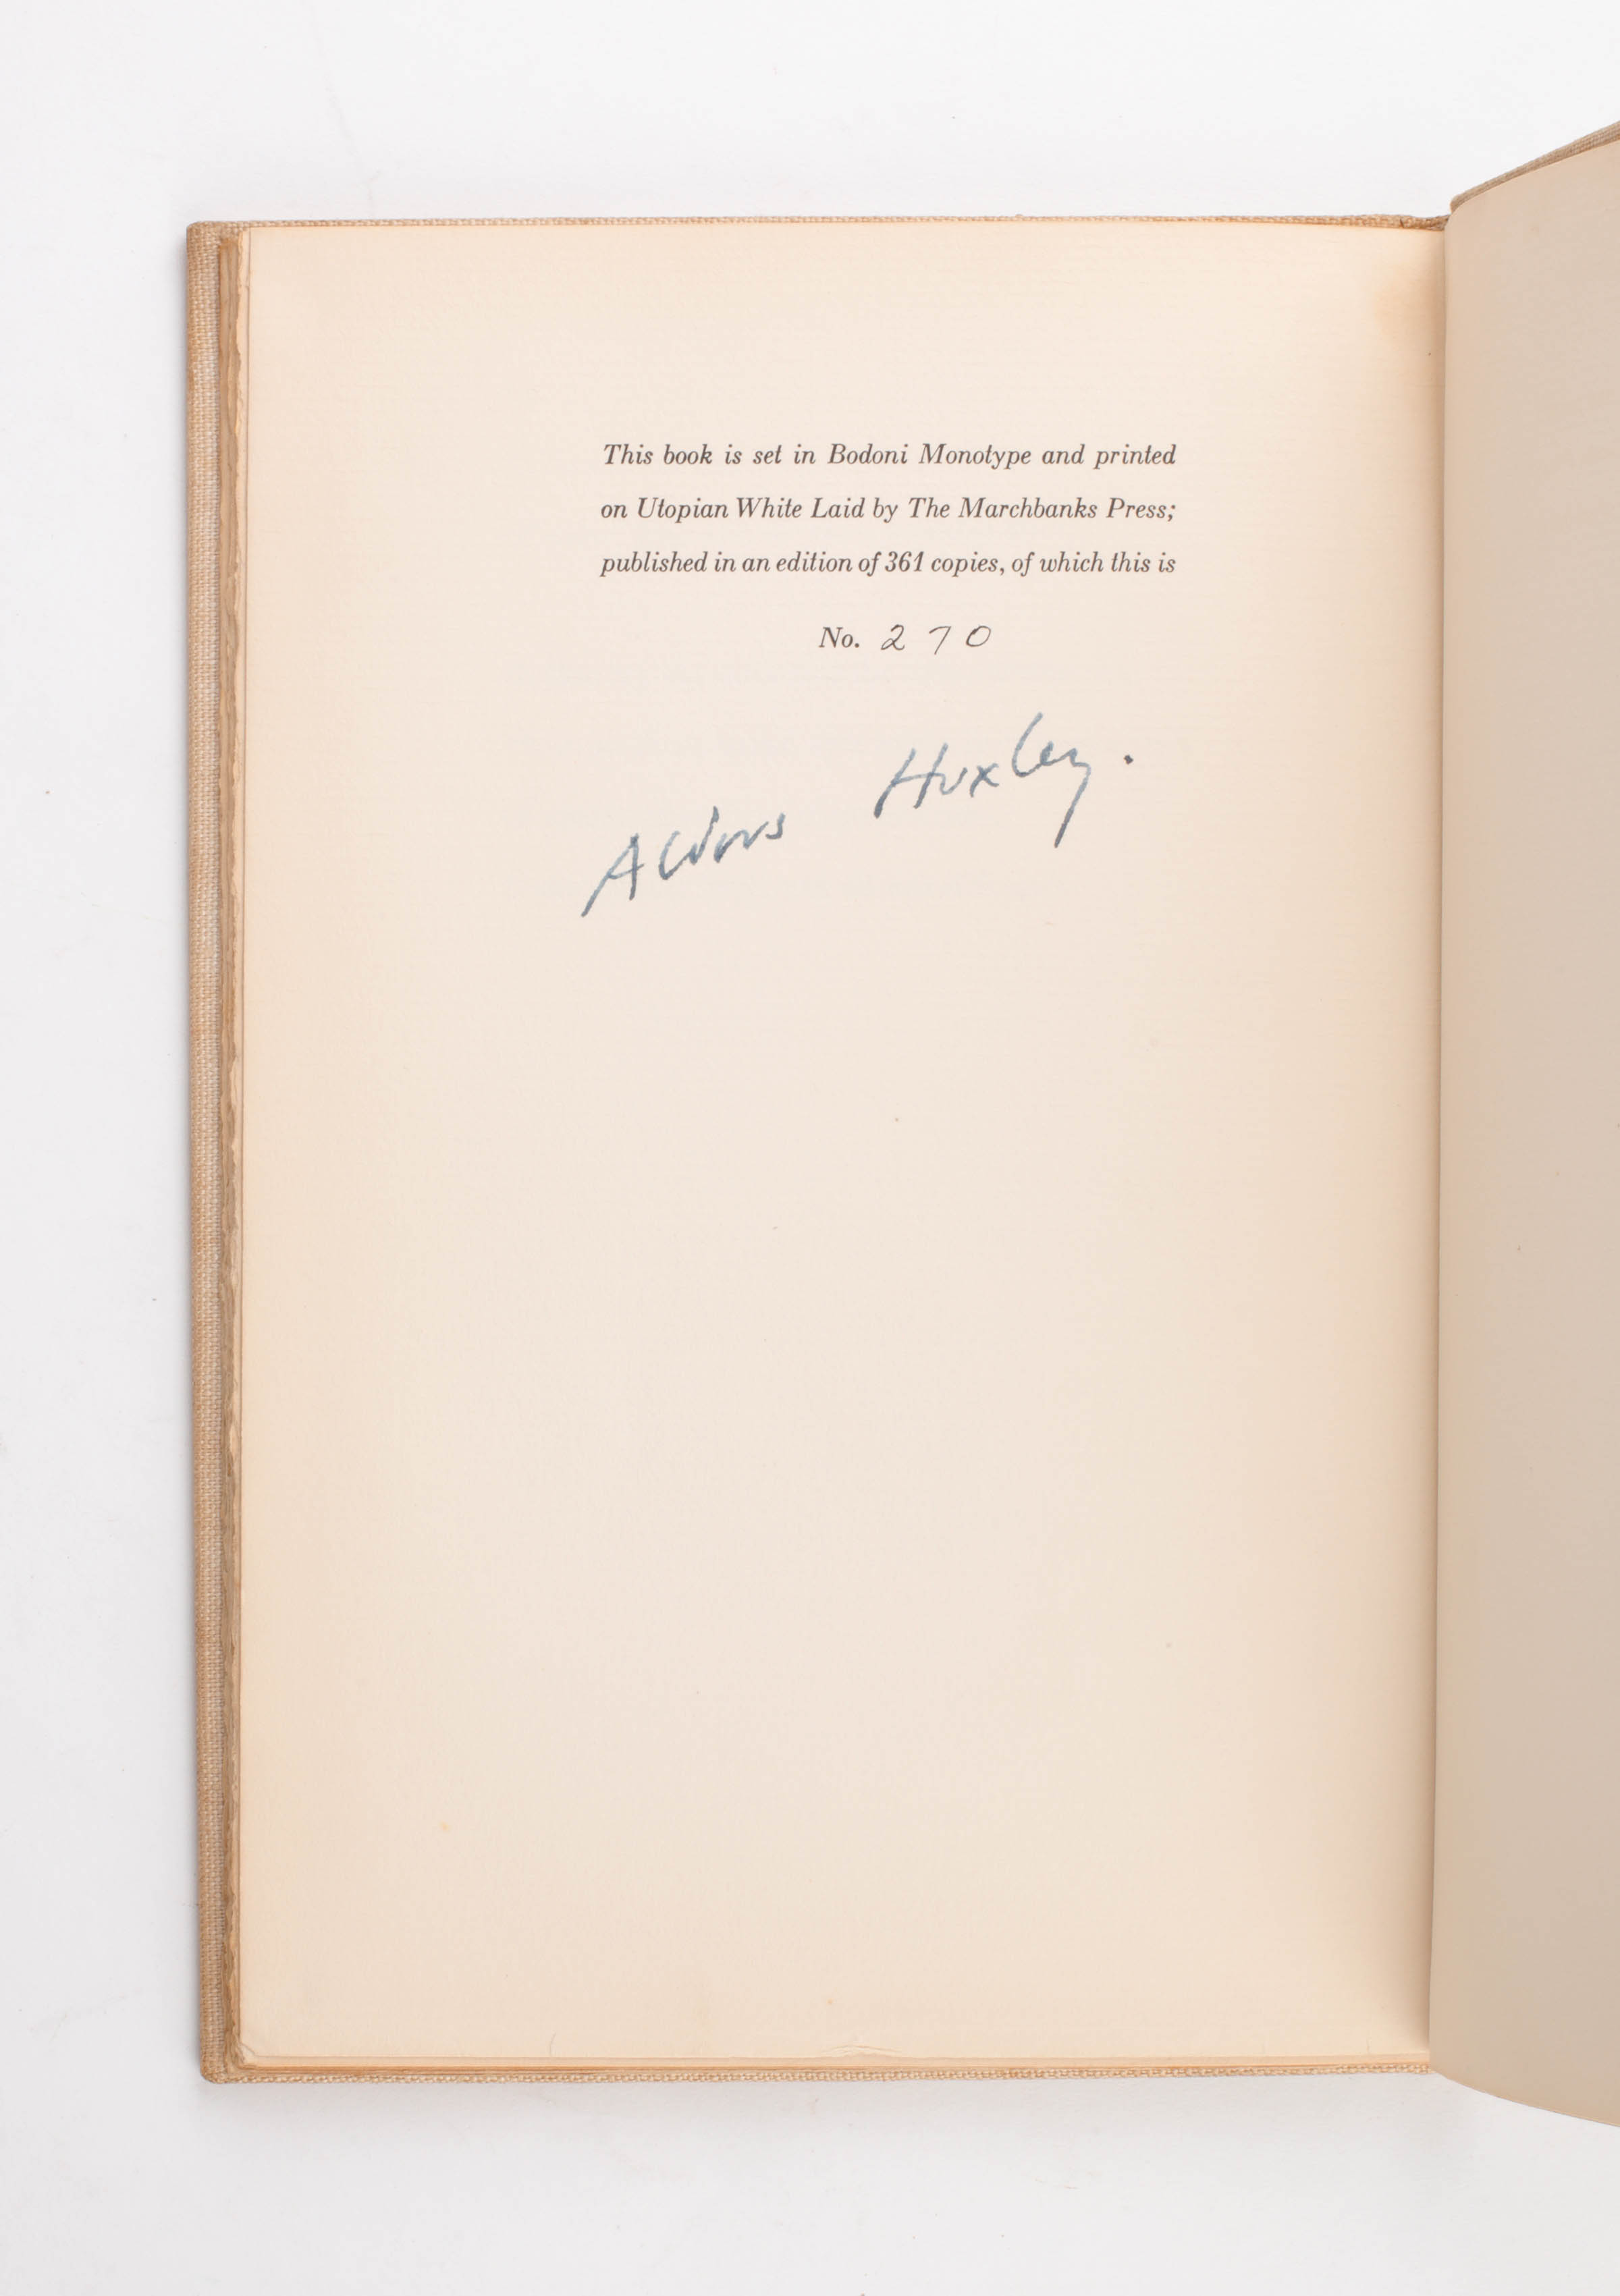 This book is set in Bodoni Monotype and printed
on Utopian White Laid by The Marchbanks Press;
published in an edition of 361 copies, of which this is
No. 270
Aldous Huxley.